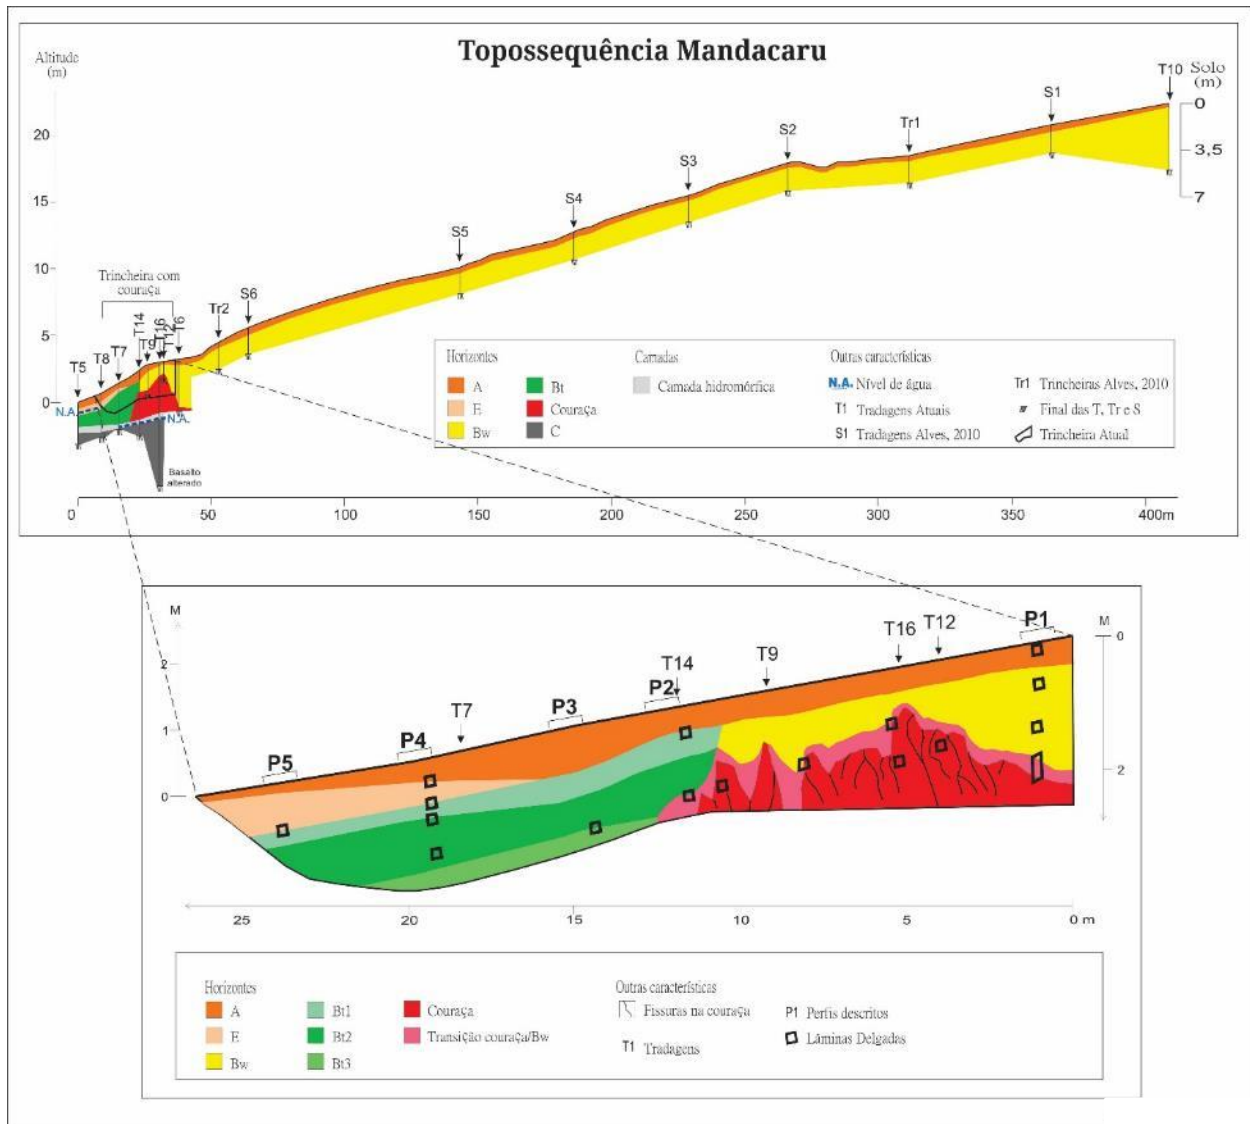 Topossequência Mandacaru
Altitude
(m)
Solo
(m)
T10
0
3,5
7
S1
Tr1
S2
S3
S4
S5
S6
Tr2
20
15
10
5
0
Trincheira com
couraça
T5
T8
T7
T14
T9
T16
T12
T6
N.A.
N.A.
Basalto
alterado
0
50
100
150
200
250
300
350
400m
Horizontes
A
E
Bw
Bt
Couraça
C
Camadas
Camada hidromórfica
Outras características
N.A. Nível de água
T1 Tradagens Atuais
S1 Tradagens Alves, 2010
Tr1 Trincheiras Alves, 2010
Final das T, Tr e S
Trincheira Atual
M
2
1
0
M
0
2
P5
P4
T7
P3
P2
T14
T9
T16
T12
P1
25
20
15
10
5
0 m
Horizontes
A
E
Bw
Bt1
Bt2
Bt3
Couraça
Transição couraça/Bw
Outras características
Fissuras na couraça
T1 Tradagens
P1 Perfis descritos
Lâminas Delgadas